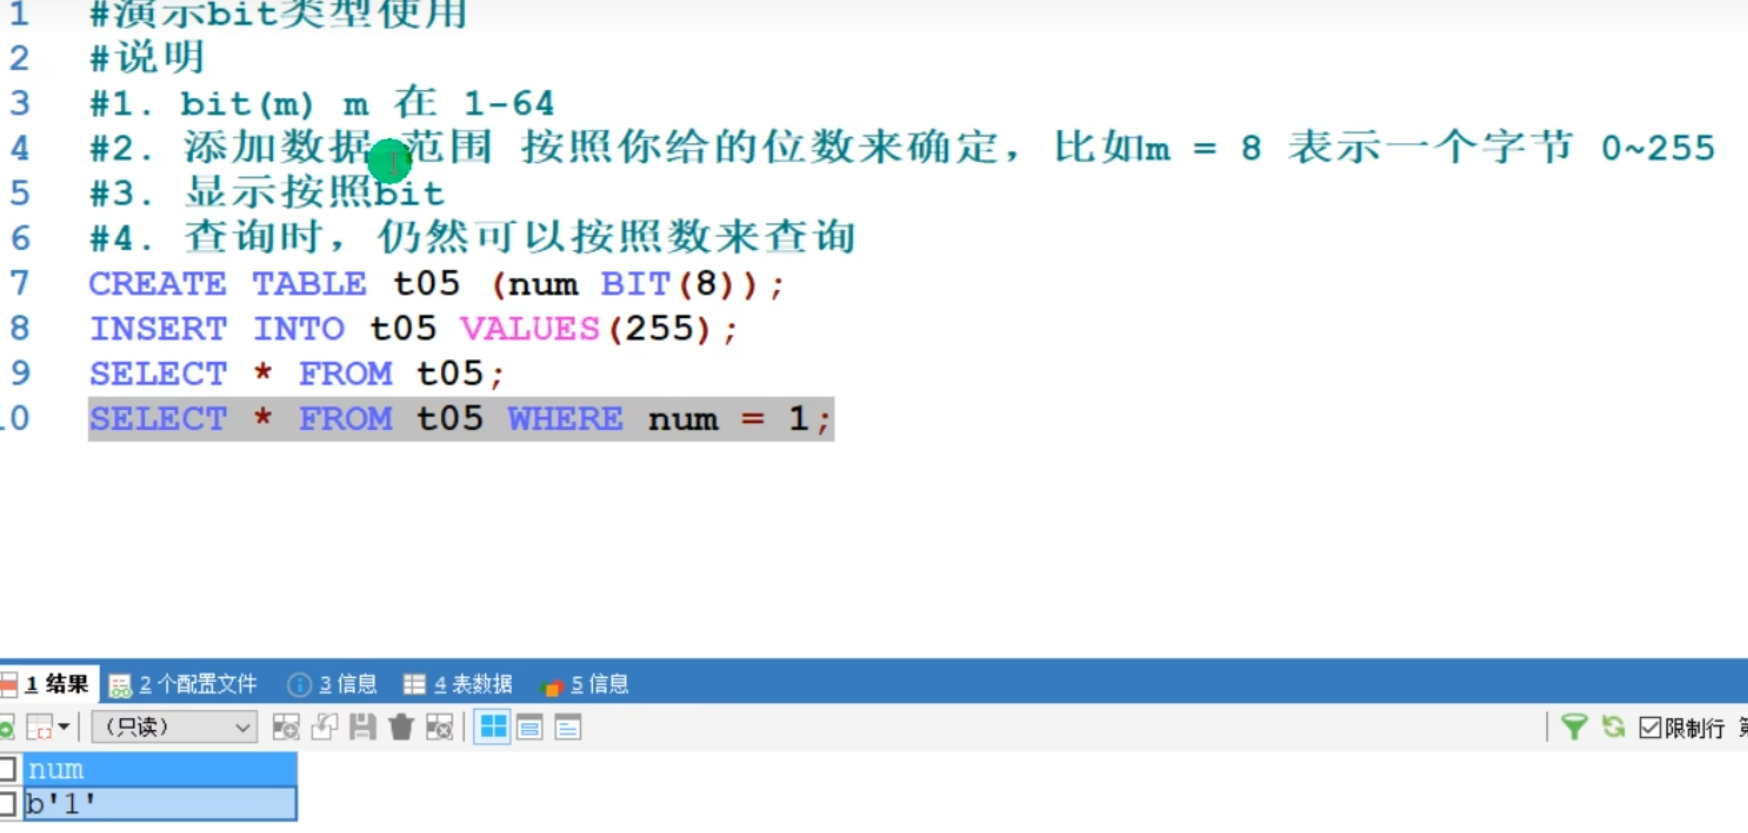 1 #演示bit类型使用
2 #说明
3 #1. bit(m) m 在 1-64
4 #2. 添加数据 范围 按照你给的位数来确定，比如m = 8 表示一个字节 0~255
5 #3. 显示按照bit
6 #4. 查询时，仍然可以按照数来查询
7 CREATE TABLE t05 (num BIT(8));
8 INSERT INTO t05 VALUES(255);
9 SELECT * FROM t05;
10 SELECT * FROM t05 WHERE num = 1;
1 结果 2 个配置文件 3 信息 4 表数据 5 信息
（只读） 限制行 第
num
b'1'